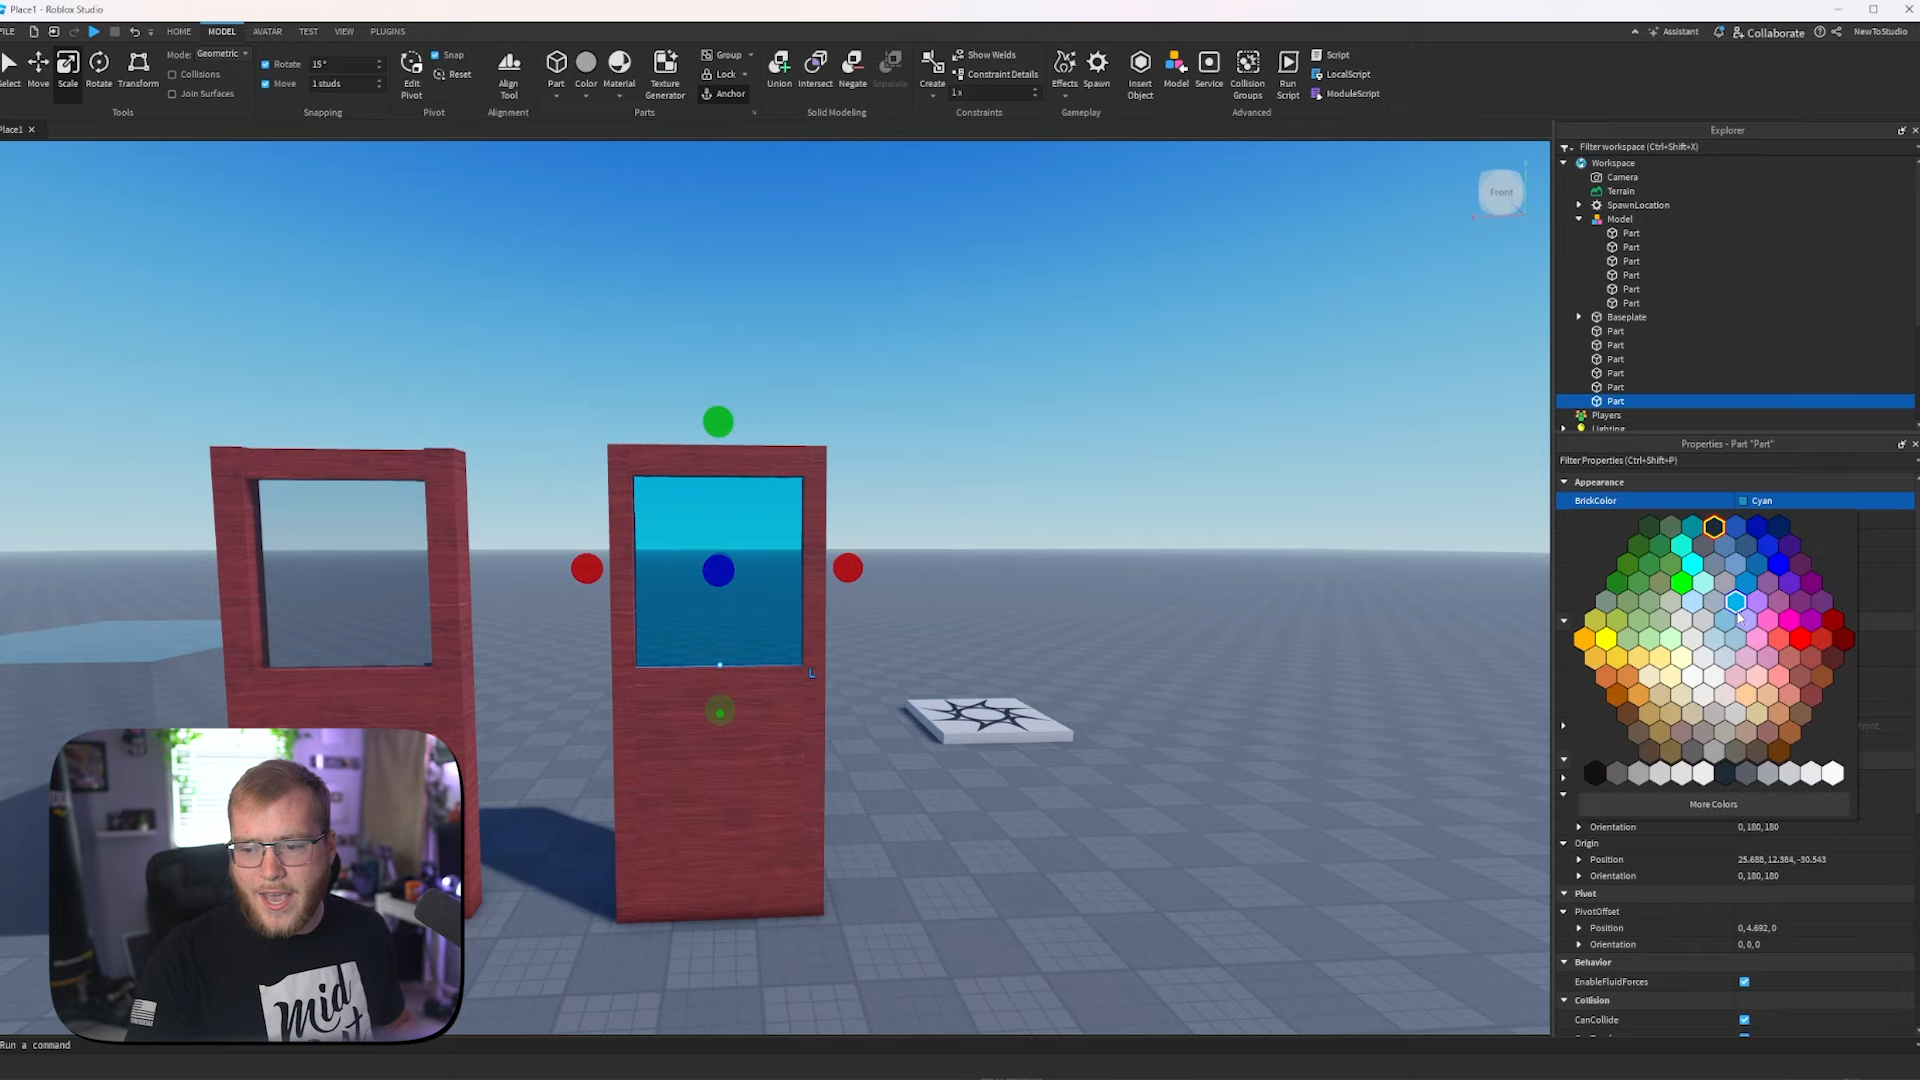 Place1 - Roblox Studio
FILE HOME MODEL AVATAR TEST VIEW PLUGINS Assistant Collaborate NewToStudio
Select Move Scale Rotate Transform
Mode: Geometric
Collisions
Join Surfaces
Tools
Rotate 15°
Move 1 studs
Snapping
Edit Pivot
Snap
Reset
Pivot
Align Tool
Alignment
Part Color Material Texture Generator
Group
Lock
Anchor
Parts
Union Intersect Negate Separate
Solid Modeling
Create
Show Welds
Constraint Details
1x
Constraints
Effects Spawn
Gameplay
Insert Object Model Service Collision Groups Run Script
Script
LocalScript
ModuleScript
Advanced
Place1
Explorer
Filter workspace (Ctrl+Shift+X)
Workspace
Camera
Terrain
SpawnLocation
Model
Part
Part
Part
Part
Part
Part
Baseplate
Part
Part
Part
Part
Part
Part
Players
Lighting
Front
L
Properties - Part "Part"
Filter Properties (Ctrl+Shift+P)
Appearance
BrickColor Cyan
Front
More Colors
Orientation 0, 180, 180
Origin
Position 25.688, 12.384, -30.543
Orientation 0, 180, 180
Pivot
PivotOffset
Position 0, 4.692, 0
Orientation 0, 0, 0
Behavior
EnableFluidForces
Collision
CanCollide
Mid
Run a command